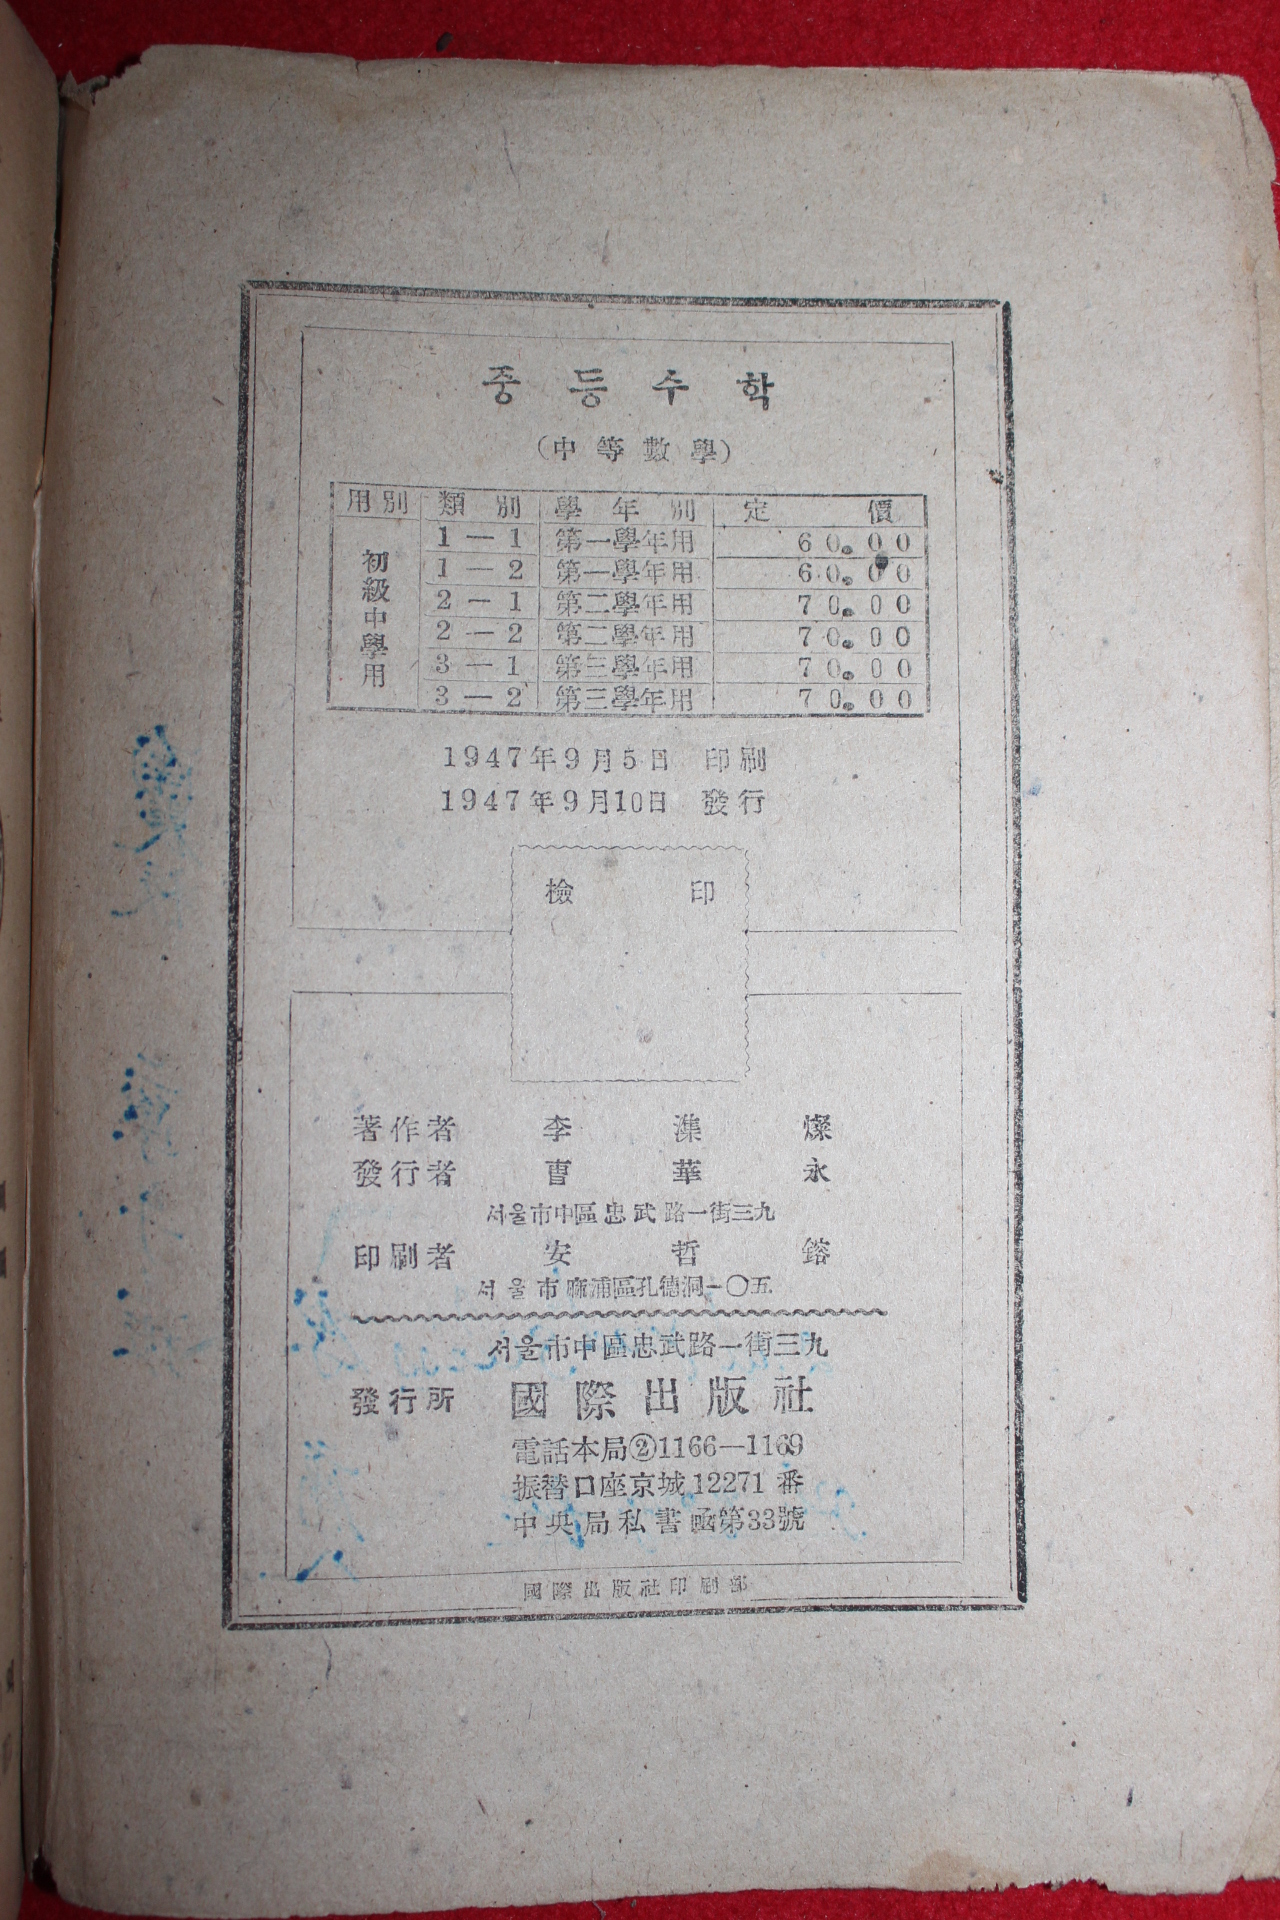 중등수학
(中等數學)
用別 類別 學年別 定價
初級中學用
1—1 第一學年用 60.00
1—2 第一學年用 60.00
2—1 第二學年用 70.00
2—2 第二學年用 70.00
3—1 第三學年用 70.00
3—2 第三學年用 70.00
1947年9月5日 印刷
1947年9月10日 發行
檢印
著作者 李潗燦
發行者 曹華永
서울市中區忠武路一街三九
印刷者 安哲鎔
서울市麻浦區孔德洞一〇五
서울市中區忠武路一街三九
發行所 國際出版社
電話本局②1166—1169
振替口座京城12271番
中央局私書函第33號
國際出版社印刷部